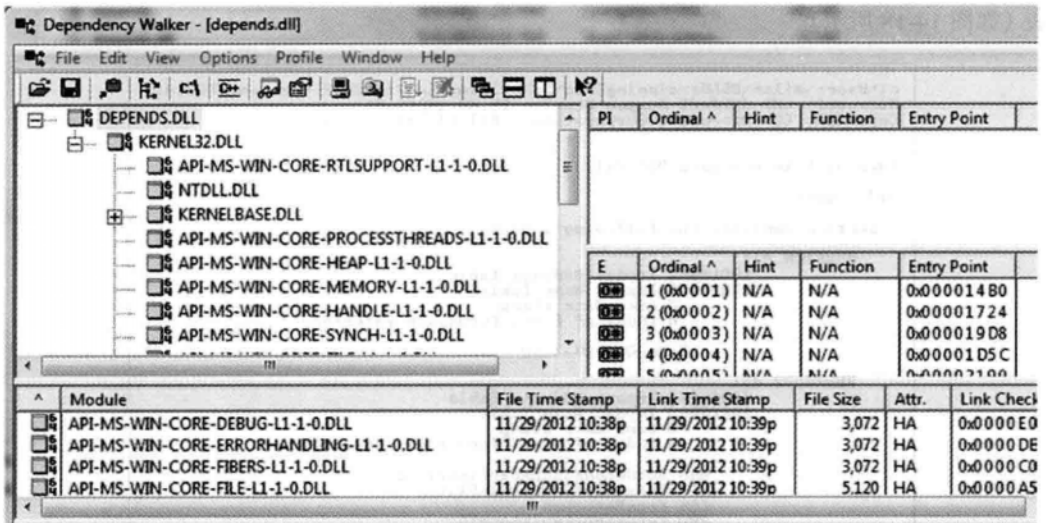 Dependency Walker - [depends.dll]
File Edit View Options Profile Window Help
DEPENDS.DLL
KERNEL32.DLL
API-MS-WIN-CORE-RTLSUPPORT-L1-1-0.DLL
NTDLL.DLL
KERNELBASE.DLL
API-MS-WIN-CORE-PROCESSTHREADS-L1-1-0.DLL
API-MS-WIN-CORE-HEAP-L1-1-0.DLL
API-MS-WIN-CORE-MEMORY-L1-1-0.DLL
API-MS-WIN-CORE-HANDLE-L1-1-0.DLL
API-MS-WIN-CORE-SYNCH-L1-1-0.DLL
PI Ordinal ^ Hint Function Entry Point
E Ordinal ^ Hint Function Entry Point
1 (0x0001) N/A N/A 0x000014B0
2 (0x0002) N/A N/A 0x00001724
3 (0x0003) N/A N/A 0x000019D8
4 (0x0004) N/A N/A 0x00001D5C
5 (0x0005) N/A N/A
^ Module File Time Stamp Link Time Stamp File Size Attr. Link Check
API-MS-WIN-CORE-DEBUG-L1-1-0.DLL 11/29/2012 10:38p 11/29/2012 10:39p 3,072 HA 0x0000E0
API-MS-WIN-CORE-ERRORHANDLING-L1-1-0.DLL 11/29/2012 10:38p 11/29/2012 10:39p 3,072 HA 0x0000DE
API-MS-WIN-CORE-FIBERS-L1-1-0.DLL 11/29/2012 10:38p 11/29/2012 10:39p 3,072 HA 0x0000C0
API-MS-WIN-CORE-FILE-L1-1-0.DLL 11/29/2012 10:38p 11/29/2012 10:39p 5,120 HA 0x0000A5